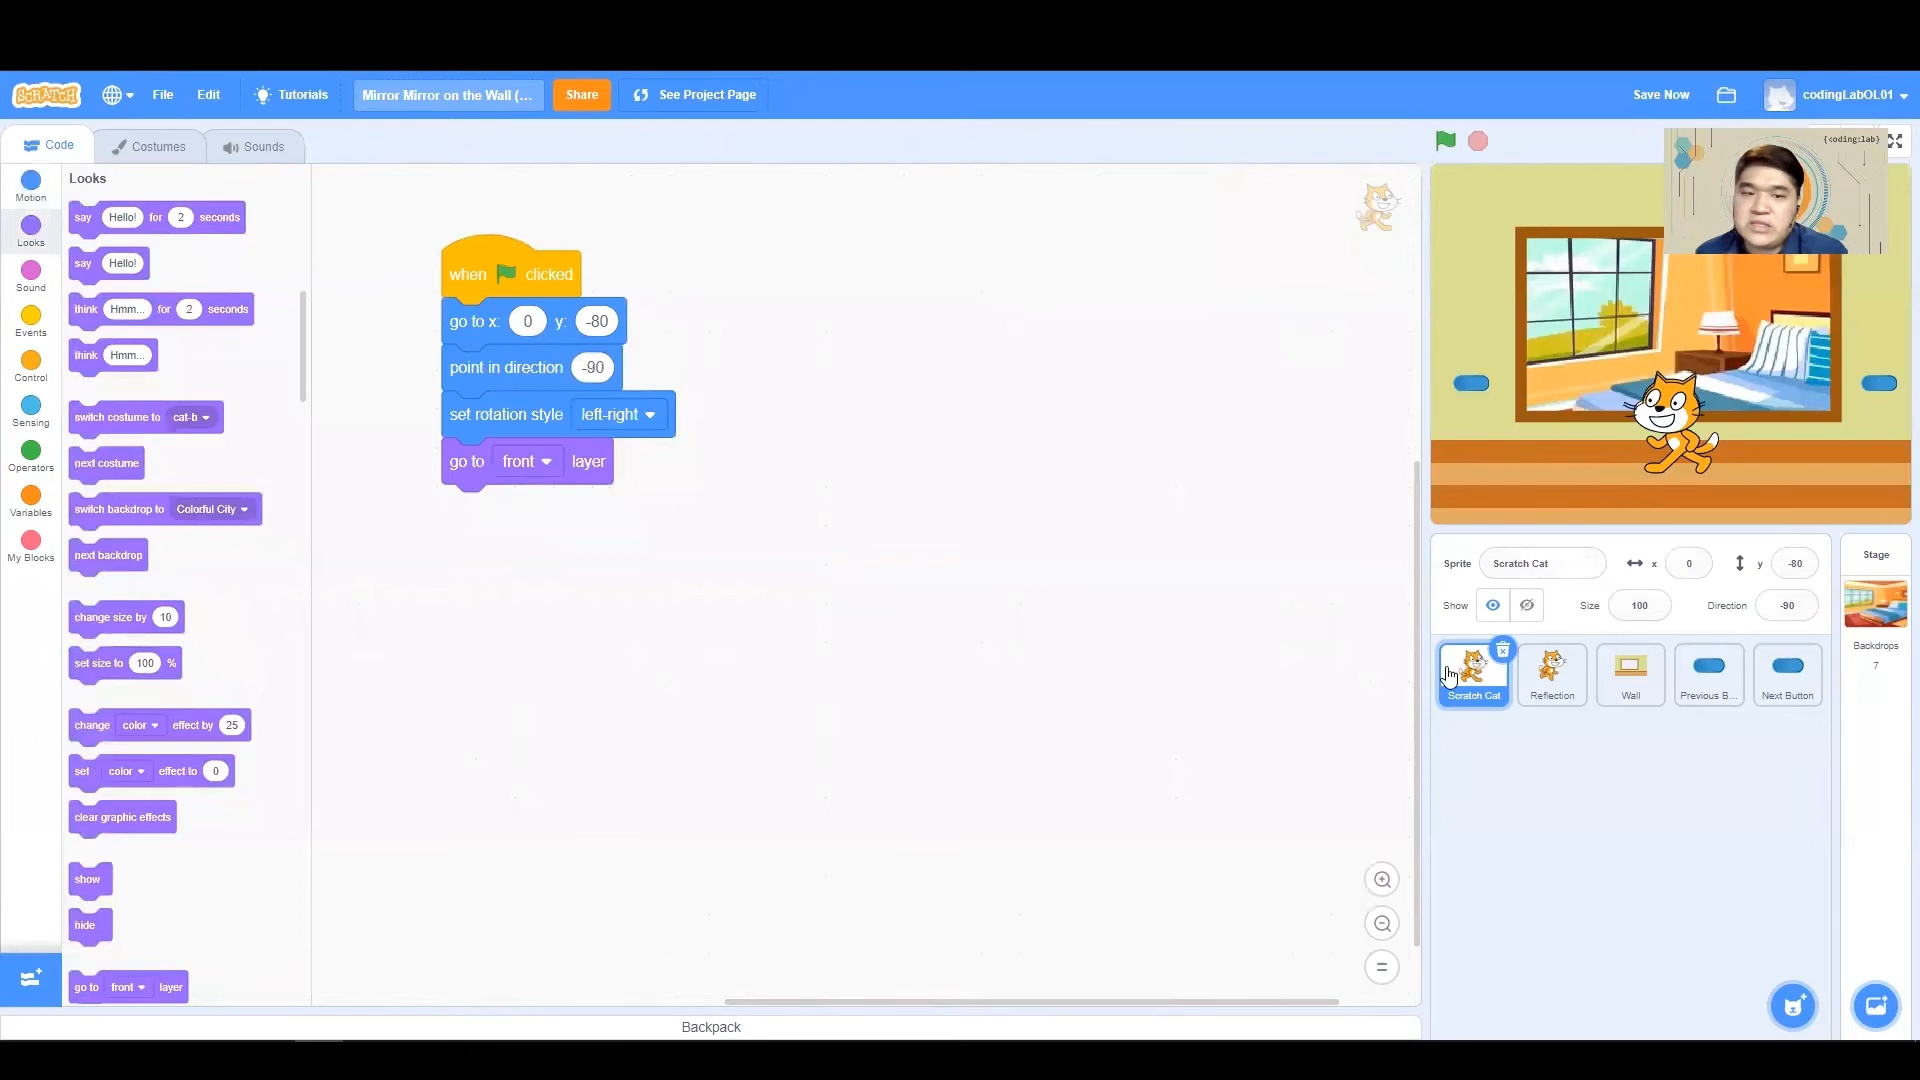 SCRATCH
File
Edit
Tutorials
Mirror Mirror on the Wall (...
Share
See Project Page
Save Now
codingLabOL01
Code
Costumes
Sounds
{<coding:lab}
Motion
Looks
Sound
Events
Control
Sensing
Operators
Variables
My Blocks
Looks
say Hello! for 2 seconds
say Hello!
think Hmm... for 2 seconds
think Hmm...
switch costume to cat-b
next costume
switch backdrop to Colorful City
next backdrop
change size by 10
set size to 100 %
change color effect by 25
set color effect to 0
clear graphic effects
show
hide
go to front layer
when clicked
go to x: 0 y: -80
point in direction -90
set rotation style left-right
go to front layer
Sprite Scratch Cat x 0 y -80
Show Size 100 Direction -90
Scratch Cat
Reflection
Wall
Previous B...
Next Button
Stage
Backdrops
7
Backpack